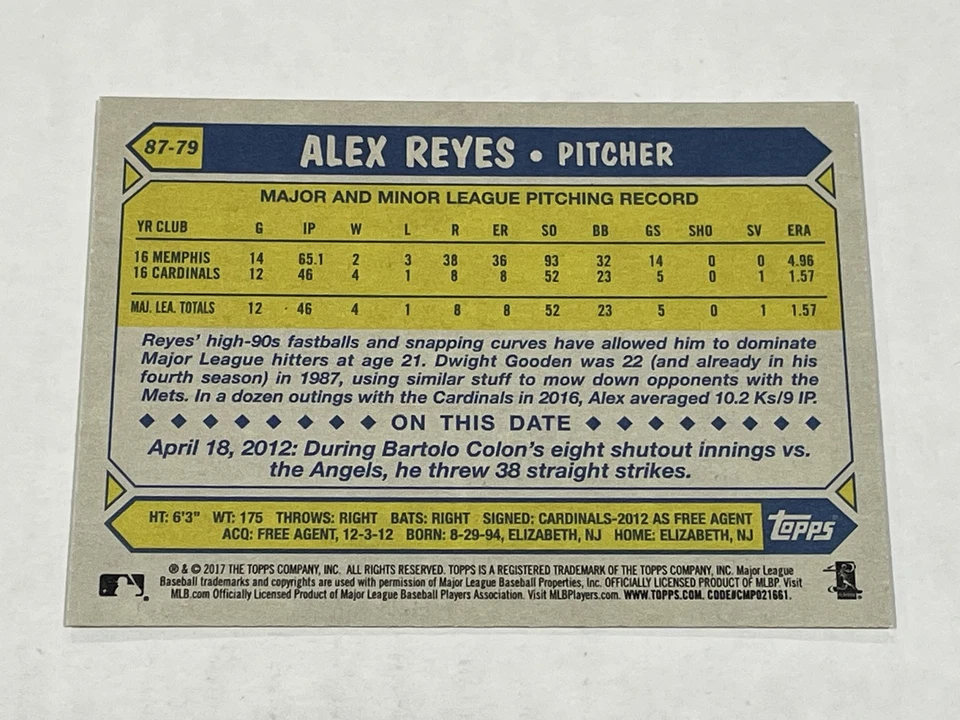 87-79 ALEX REYES • PITCHER
MAJOR AND MINOR LEAGUE PITCHING RECORD
YR CLUB G IP W L R ER SO BB GS SHO SV ERA
16 MEMPHIS 14 65.1 2 3 38 36 93 32 14 0 0 4.96
16 CARDINALS 12 46 4 1 8 8 52 23 5 0 1 1.57
MAJ. LEA. TOTALS 12 46 4 1 8 8 52 23 5 0 1 1.57
Reyes' high-90s fastballs and snapping curves have allowed him to dominate
Major League hitters at age 21. Dwight Gooden was 22 (and already in his
fourth season) in 1987, using similar stuff to mow down opponents with the
Mets. In a dozen outings with the Cardinals in 2016, Alex averaged 10.2 Ks/9 IP.
ON THIS DATE
April 18, 2012: During Bartolo Colon's eight shutout innings vs.
the Angels, he threw 38 straight strikes.
HT: 6'3" WT: 175 THROWS: RIGHT BATS: RIGHT SIGNED: CARDINALS-2012 AS FREE AGENT
ACQ: FREE AGENT, 12-3-12 BORN: 8-29-94, ELIZABETH, NJ HOME: ELIZABETH, NJ
Topps
® & © 2017 THE TOPPS COMPANY, INC. ALL RIGHTS RESERVED. TOPPS IS A REGISTERED TRADEMARK OF THE TOPPS COMPANY, INC. Major League
Baseball trademarks and copyrights are used with permission of Major League Baseball Properties, Inc. OFFICIALLY LICENSED PRODUCT OF MLBP. Visit
MLB.com Officially Licensed Product of Major League Baseball Players Association. Visit MLBPlayers.com. WWW.TOPPS.COM. CODE#CMP021661.